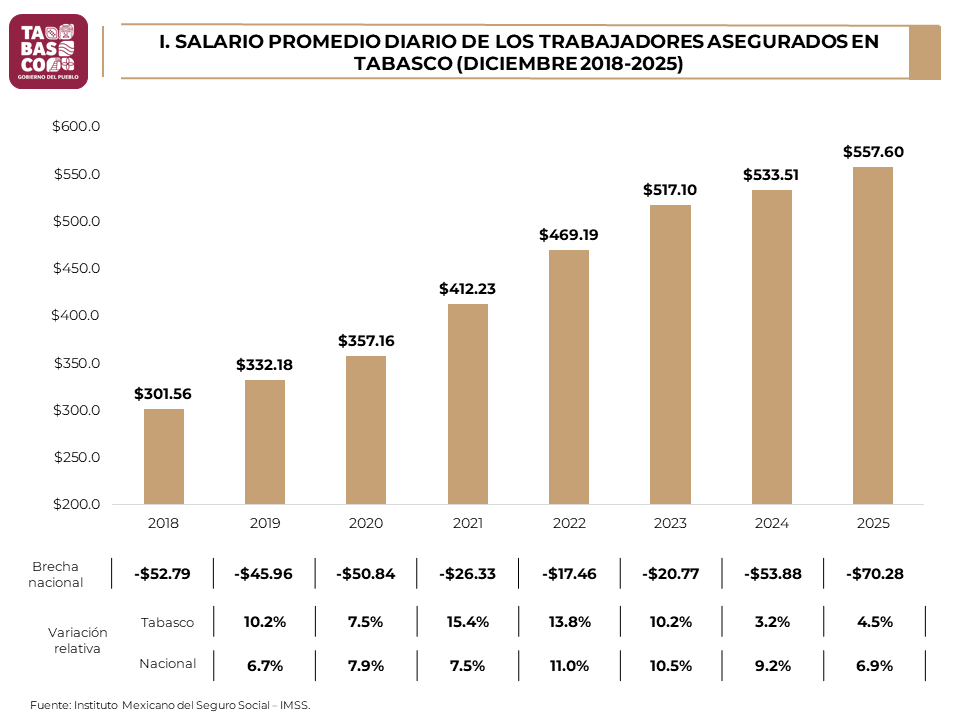 TA
BAS
CO
GOBIERNO DEL PUEBLO
I. SALARIO PROMEDIO DIARIO DE LOS TRABAJADORES ASEGURADOS EN
TABASCO (DICIEMBRE 2018-2025)
$600.0
$550.0
$500.0
$450.0
$400.0
$350.0
$300.0
$250.0
$200.0
$301.56
$332.18
$357.16
$412.23
$469.19
$517.10
$533.51
$557.60
2018 2019 2020 2021 2022 2023 2024 2025
Brecha
nacional
-$52.79 -$45.96 -$50.84 -$26.33 -$17.46 -$20.77 -$53.88 -$70.28
Variación
relativa
Tabasco 10.2% 7.5% 15.4% 13.8% 10.2% 3.2% 4.5%
Nacional 6.7% 7.9% 7.5% 11.0% 10.5% 9.2% 6.9%
Fuente: Instituto Mexicano del Seguro Social – IMSS.